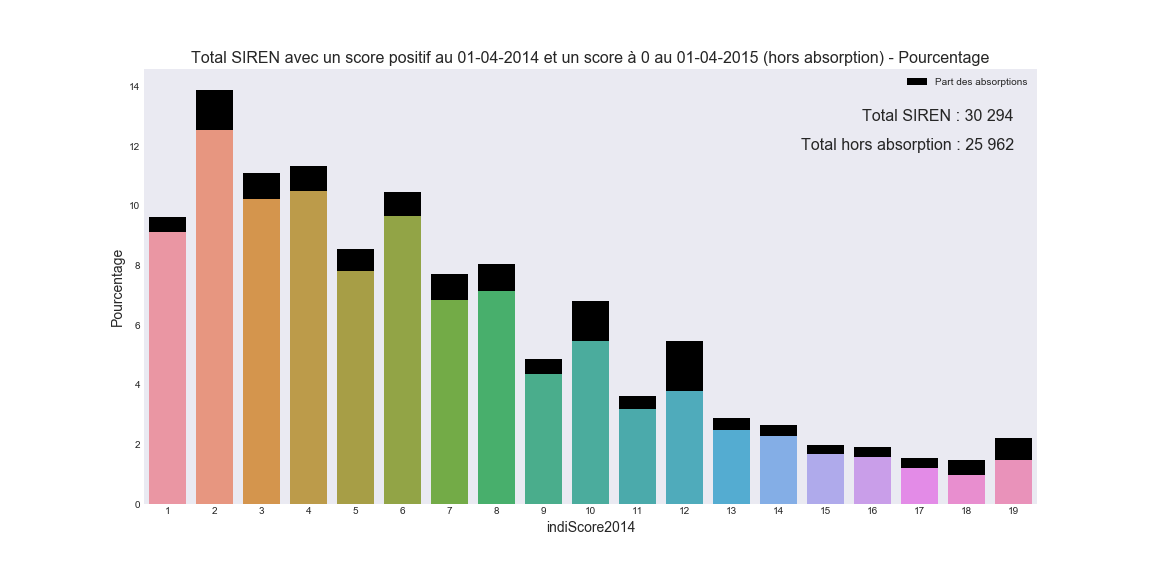 Total SIREN avec un score positif au 01-04-2014 et un score à 0 au 01-04-2015 (hors absorption) - Pourcentage
Part des absorptions
Total SIREN : 30 294
Total hors absorption : 25 962
Pourcentage
14
12
10
8
6
4
2
0
1 2 3 4 5 6 7 8 9 10 11 12 13 14 15 16 17 18 19
indiScore2014